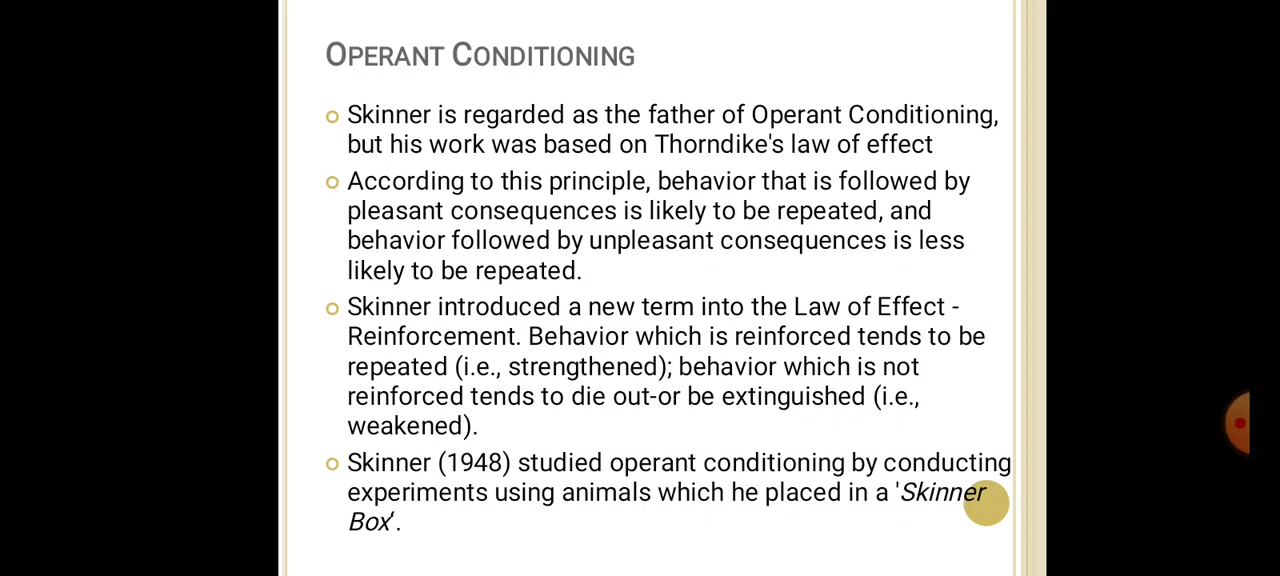 OPERANT CONDITIONING
Skinner is regarded as the father of Operant Conditioning,
but his work was based on Thorndike's law of effect
According to this principle, behavior that is followed by
pleasant consequences is likely to be repeated, and
behavior followed by unpleasant consequences is less
likely to be repeated.
Skinner introduced a new term into the Law of Effect -
Reinforcement. Behavior which is reinforced tends to be
repeated (i.e., strengthened); behavior which is not
reinforced tends to die out-or be extinguished (i.e.,
weakened).
Skinner (1948) studied operant conditioning by conducting
experiments using animals which he placed in a 'Skinner
Box'.